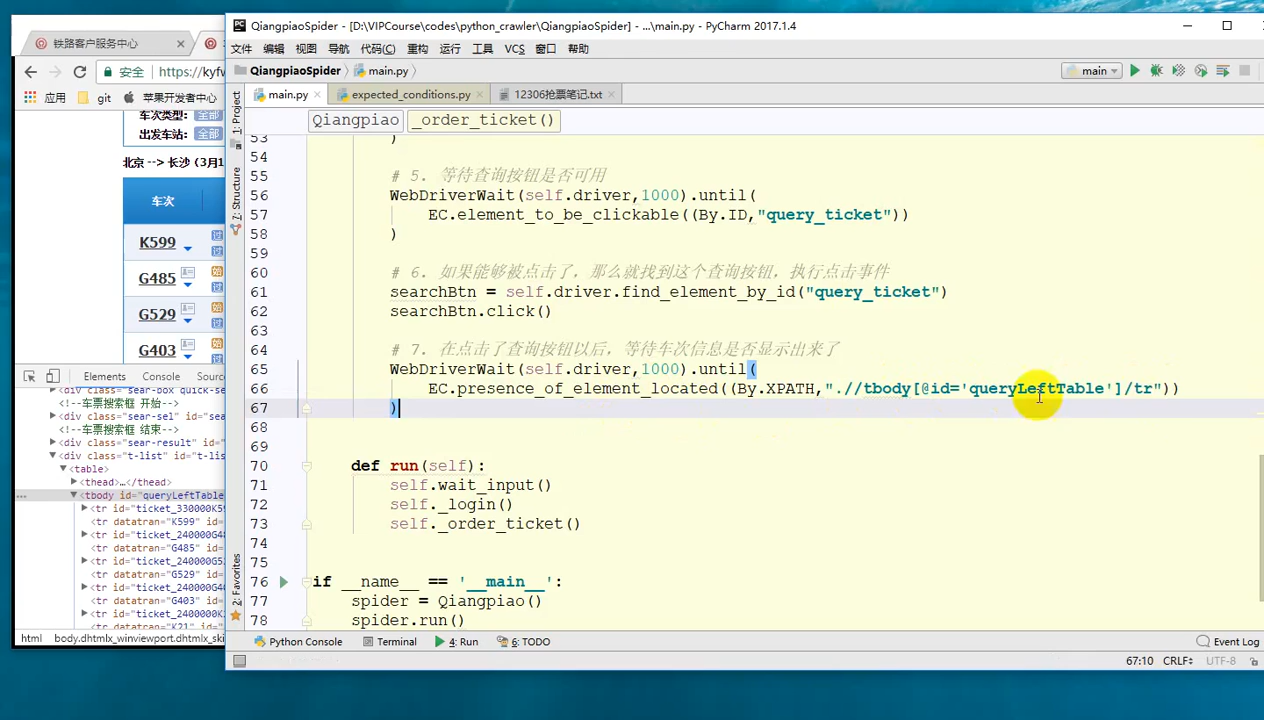 QiangpiaoSpider - [D:\VIPCourse\codes\python_crawler\QiangpiaoSpider] - ...\main.py - PyCharm 2017.1.4
文件 编辑 视图 导航 代码(C) 重构 运行 工具 VCS 窗口 帮助
QiangpiaoSpider main.py main
main.py expected_conditions.py 12306抢票笔记.txt
Qiangpiao _order_ticket()
53 )
54
55 # 5. 等待查询按钮是否可用
56 WebDriverWait(self.driver,1000).until(
57 EC.element_to_be_clickable((By.ID,"query_ticket"))
58 )
59
60 # 6. 如果能够被点击了，那么就找到这个查询按钮，执行点击事件
61 searchBtn = self.driver.find_element_by_id("query_ticket")
62 searchBtn.click()
63
64 # 7. 在点击了查询按钮以后，等待车次信息是否显示出来了
65 WebDriverWait(self.driver,1000).until(
66 EC.presence_of_element_located((By.XPATH,".//tbody[@id='queryLeftTable']/tr"))
67 )
68
69
70 def run(self):
71 self.wait_input()
72 self._login()
73 self._order_ticket()
74
75
76 if __name__ == '__main__':
77 spider = Qiangpiao()
78 spider.run()
1: Project
7: Structure
2: Favorites
Python Console Terminal 4: Run 6: TODO Event Log
67:10 CRLF UTF-8
铁路客户服务中心
安全 https://kyfw
应用 git 苹果开发者中心
车次类型: 全部
出发车站: 全部
北京 --> 长沙 (3月1
车次
K599
G485
G529
G403
Elements Console Sou
<div class="sear-box quick-se
<!--车票搜索框 开始-->
<div class="sear-sel" id="sea
<!--车票搜索框 结束-->
<div class="sear-result"
<div class="t-list" id="t-lis
<table>
<thead>…</thead>
<tbody id="queryLeftTable
<tr id="ticket_330000K59
<tr datatran="K599" id=
<tr id="ticket_240000G48
<tr datatran="G485" id=
<tr id="ticket_240000G52
<tr datatran="G529" id=
<tr id="ticket_240000G40
<tr datatran="G403" id=
<tr id="ticket_2400000K2
<tr datatran="K21" id=
html body.dhtmlx_winviewport.dhtmlx_ski